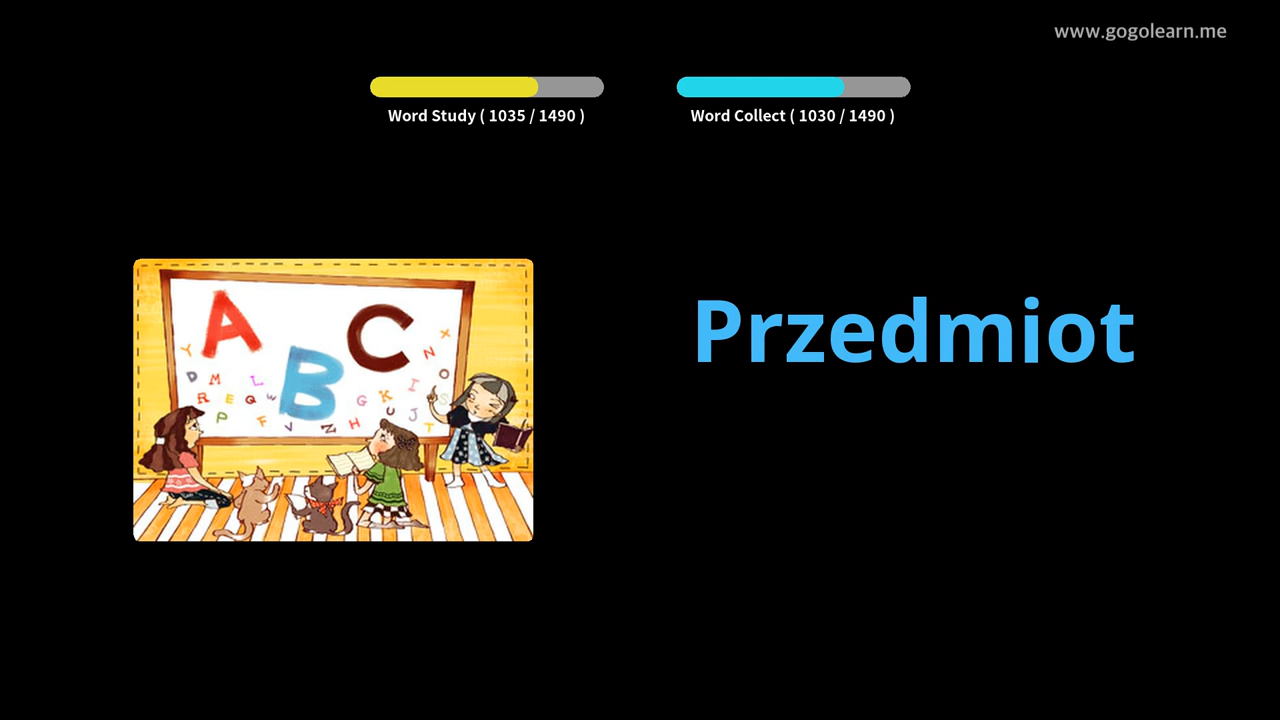 www.gogolearn.me
Word Study ( 1035 / 1490 )
Word Collect ( 1030 / 1490 )
Przedmiot
A
B
C
Y
X
N
D M L
O
I
R E Q W
G K
S
P
F
V
Z H
U
J
T